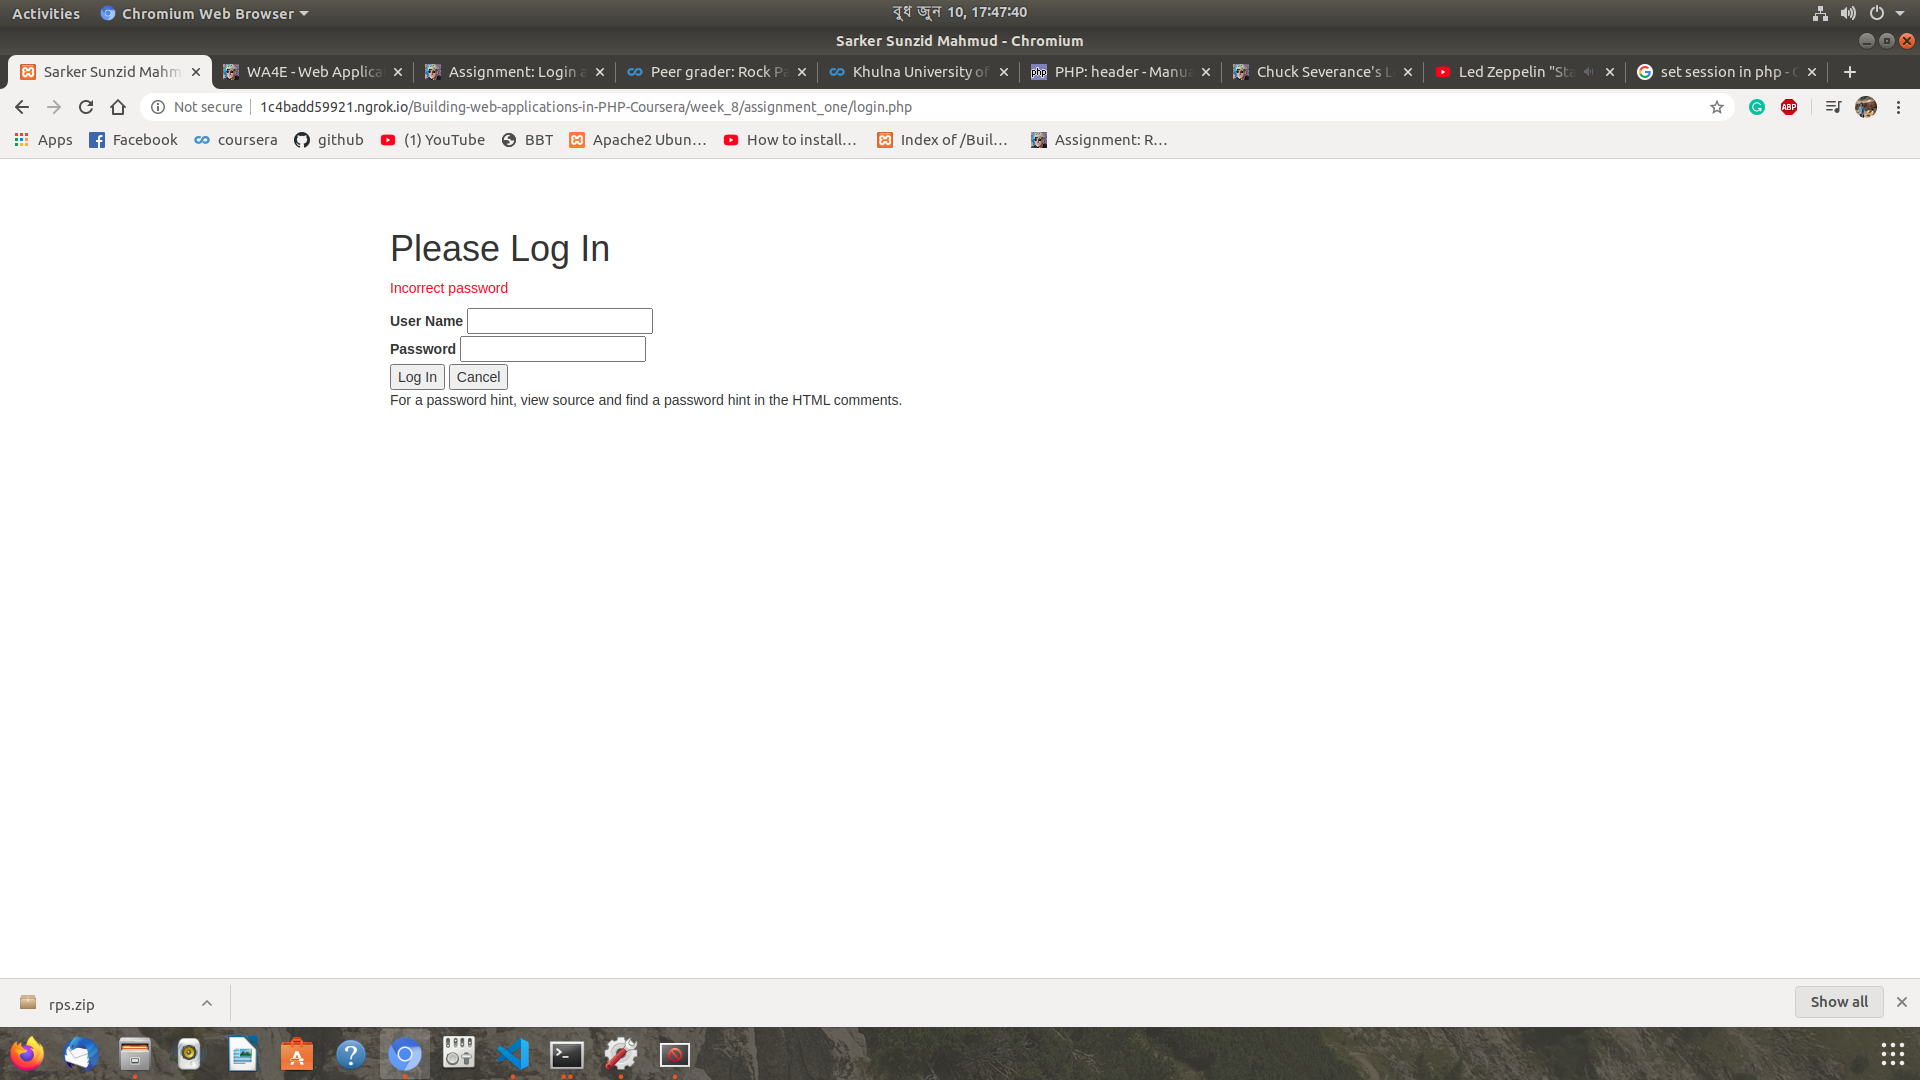 Activities
Chromium Web Browser
বুধ জুন 10, 17:47:40
Sarker Sunzid Mahmud - Chromium
Sarker Sunzid Mahm
WA4E - Web Applica
Assignment: Login a
Peer grader: Rock Pa
Khulna University of
PHP: header - Manua
Chuck Severance's L
Led Zeppelin "Sta
set session in php - G
Not secure
1c4badd59921.ngrok.io/Building-web-applications-in-PHP-Coursera/week_8/assignment_one/login.php
ABP
Apps
Facebook
coursera
github
(1) YouTube
BBT
Apache2 Ubun...
How to install...
Index of /Buil...
Assignment: R...
Please Log In
Incorrect password
User Name
Password
Log In
Cancel
For a password hint, view source and find a password hint in the HTML comments.
rps.zip
Show all